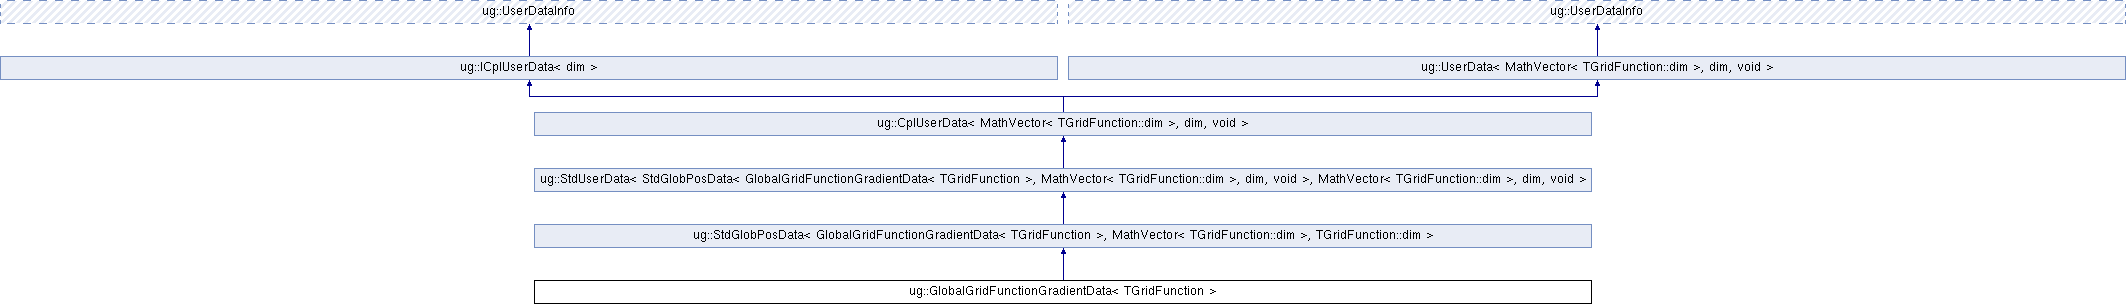 ug::UserDataInfo
ug::UserDataInfo
ug::ICplUserData< dim >
ug::UserData< MathVector< TGridFunction::dim >, dim, void >
ug::CplUserData< MathVector< TGridFunction::dim >, dim, void >
ug::StdUserData< StdGlobPosData< GlobalGridFunctionGradientData< TGridFunction >, MathVector< TGridFunction::dim >, dim, void >, MathVector< TGridFunction::dim >, dim, void >
ug::StdGlobPosData< GlobalGridFunctionGradientData< TGridFunction >, MathVector< TGridFunction::dim >, TGridFunction::dim >
ug::GlobalGridFunctionGradientData< TGridFunction >